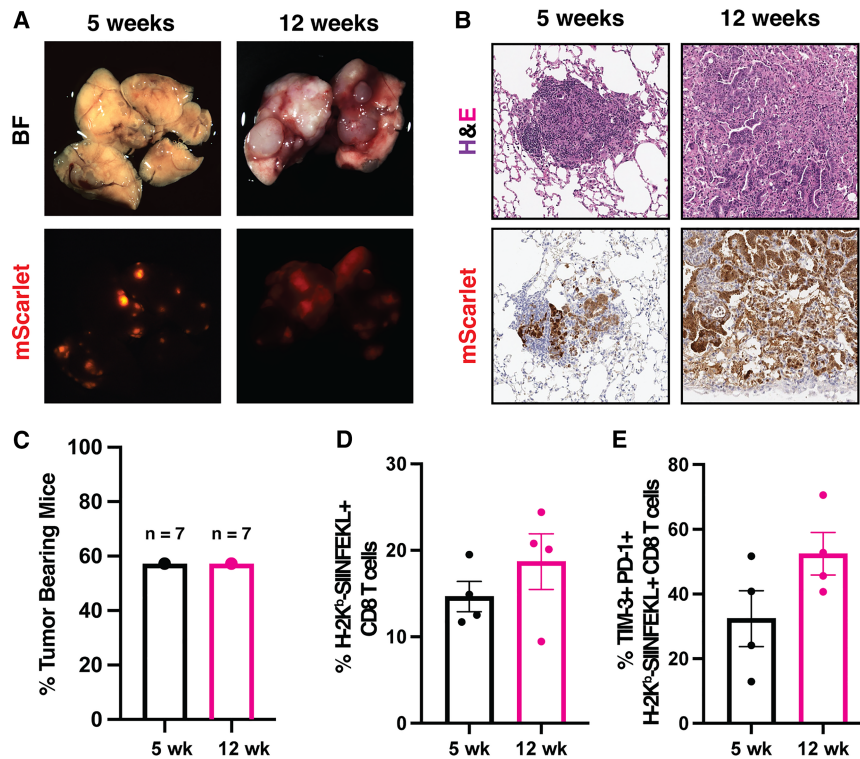 A
5 weeks
12 weeks
BF
mScarlet
B
5 weeks
12 weeks
H&E
mScarlet
C
% Tumor Bearing Mice
100
80
60
40
20
0
n = 7
n = 7
5 wk
12 wk
D
% H-2Kᵇ-SIINFEKL+
CD8 T cells
30
20
10
0
5 wk
12 wk
E
% TIM-3+ PD-1+
H-2Kᵇ-SIINFEKL+ CD8 T cells
80
60
40
20
0
5 wk
12 wk